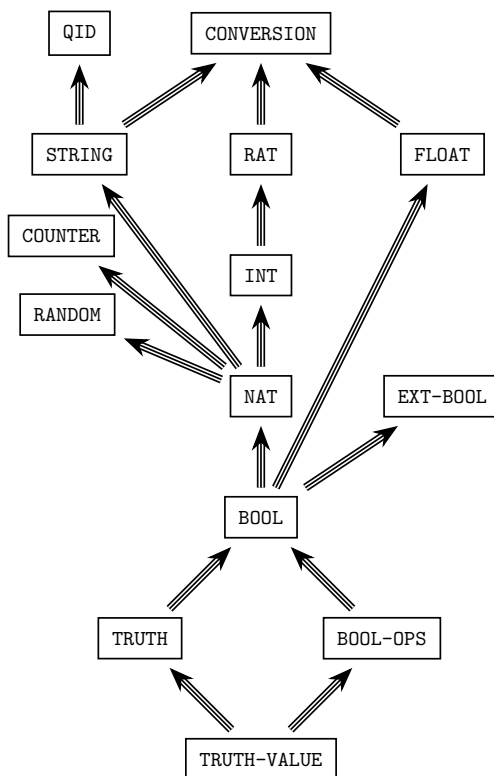 QID
CONVERSION
STRING
RAT
FLOAT
COUNTER
INT
RANDOM
NAT
EXT-BOOL
BOOL
TRUTH
BOOL-OPS
TRUTH-VALUE